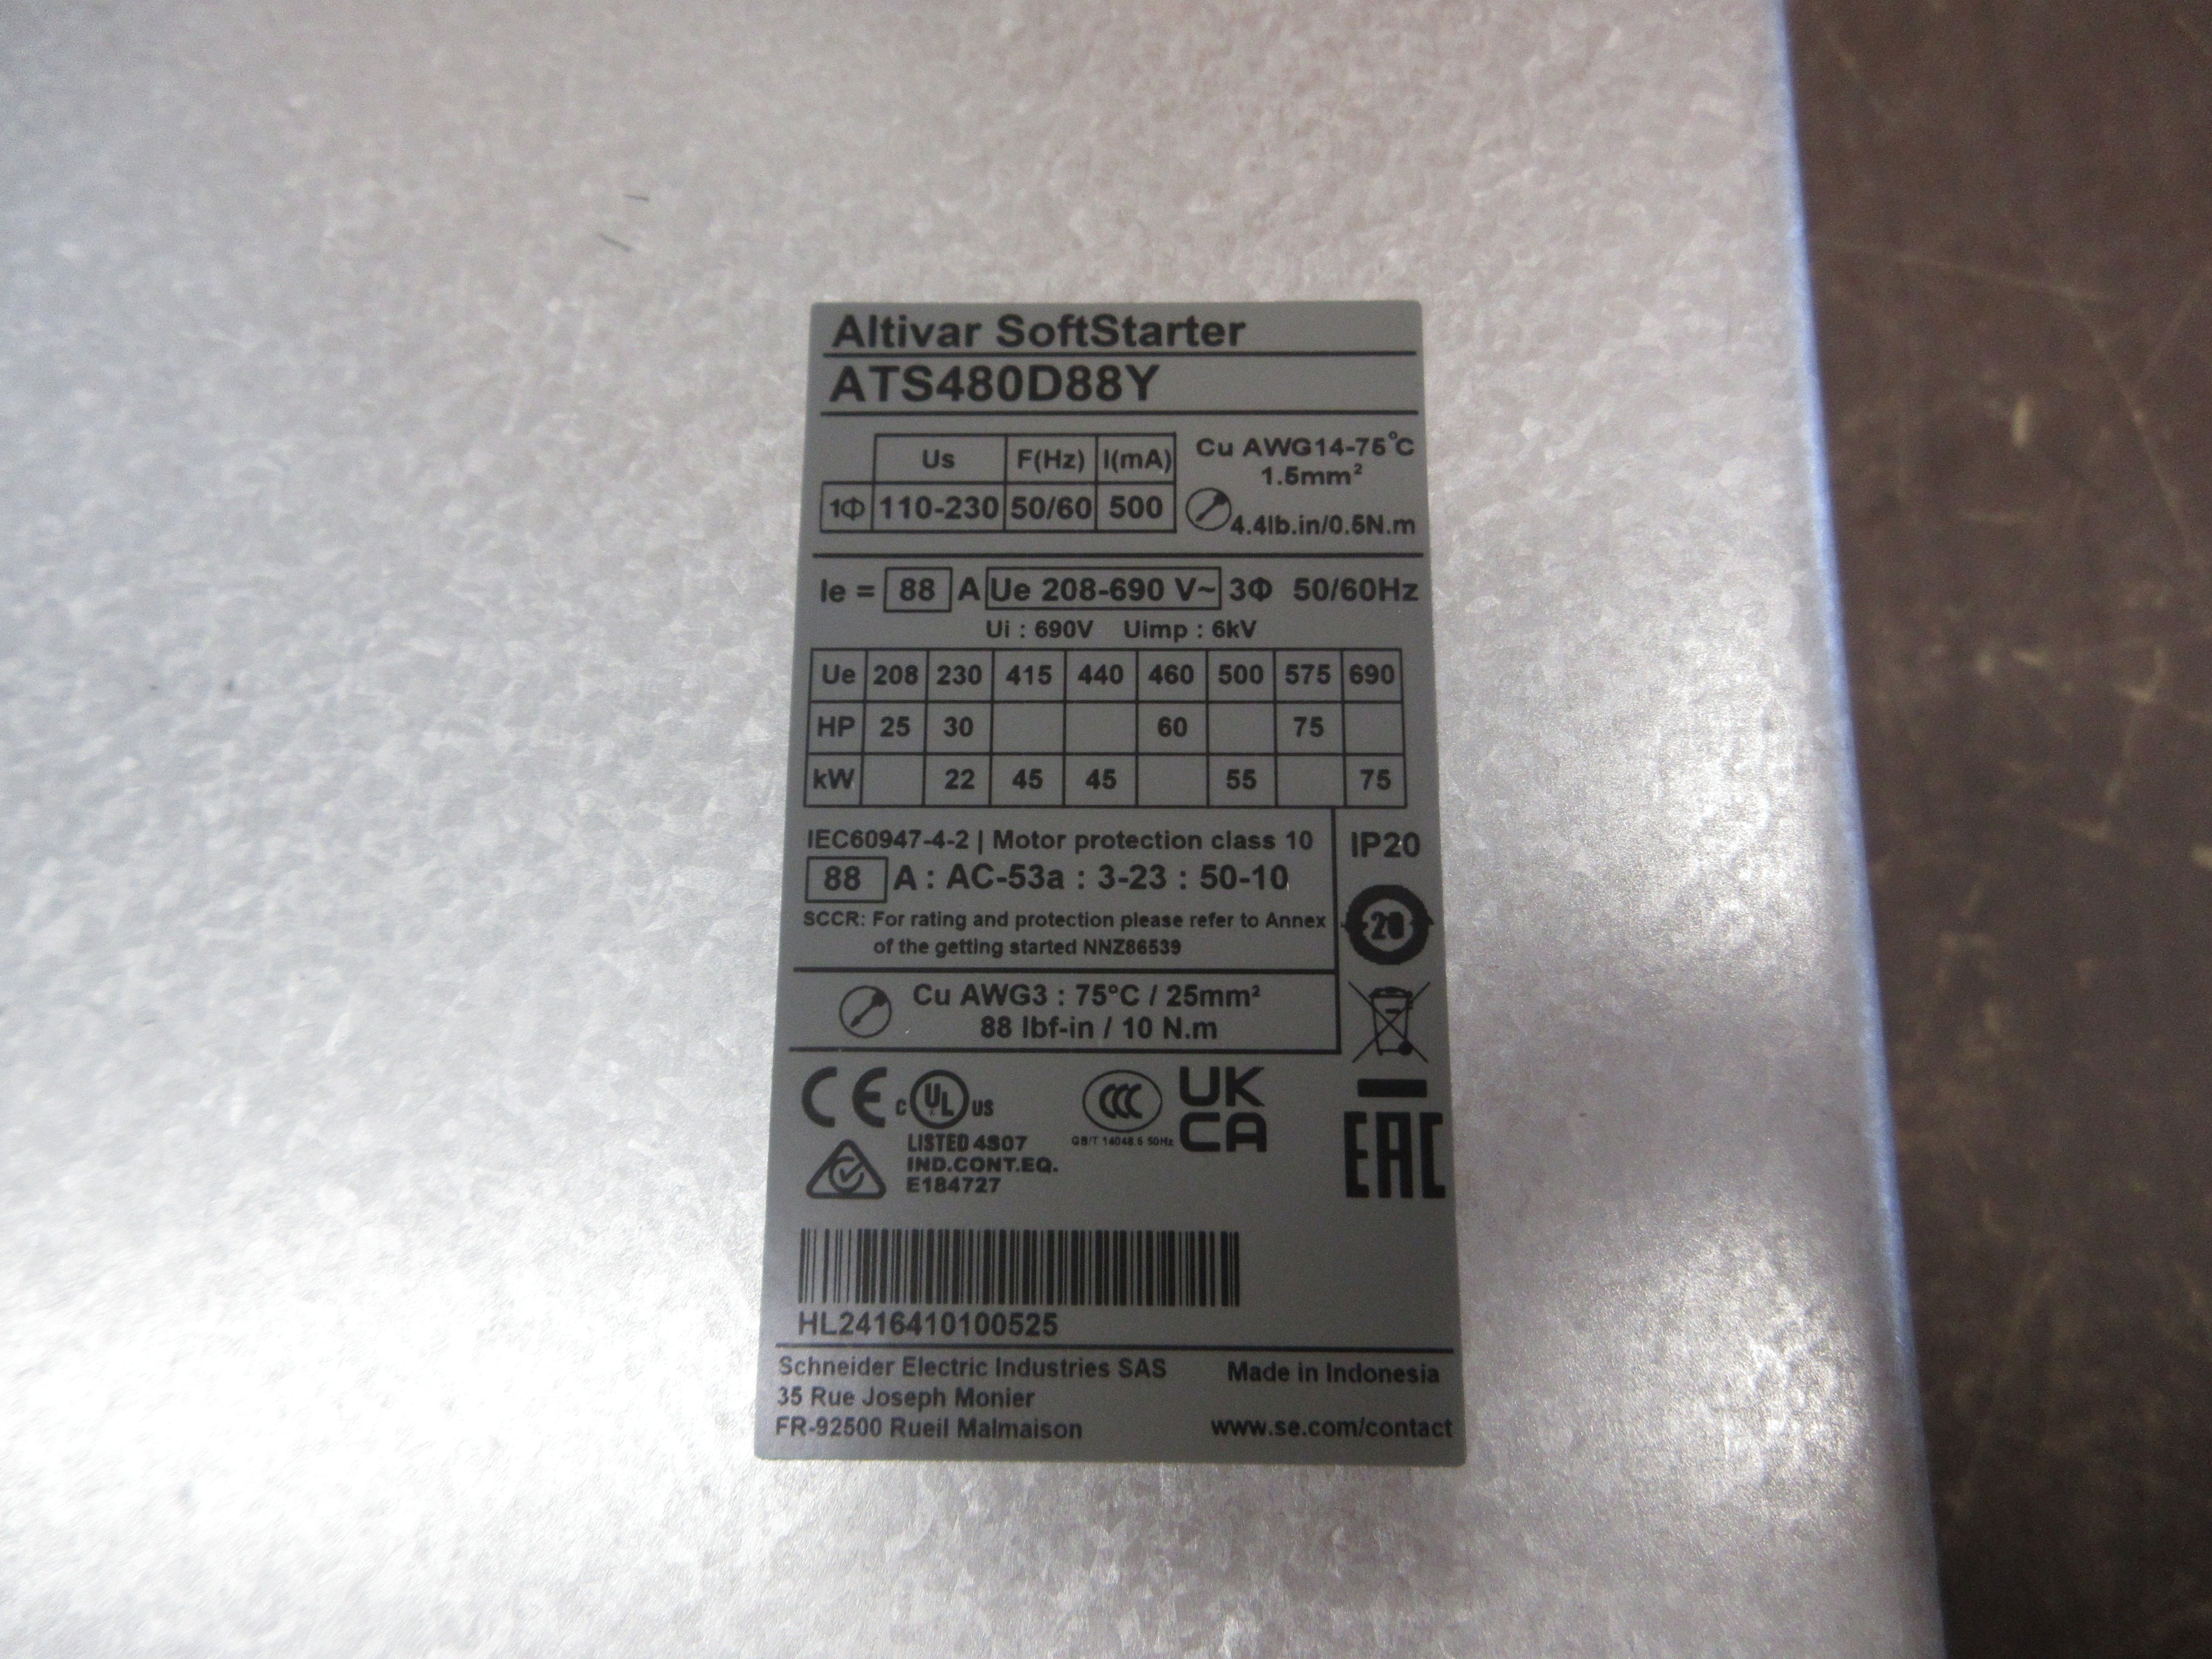 Altivar SoftStarter
ATS480D88Y
Us F(Hz) I(mA)
1Φ 110-230 50/60 500
Cu AWG14-75°C
1.5mm²
4.4lb.in/0.5N.m
Ie = 88 A Ue 208-690 V~ 3Φ 50/60Hz
Ui : 690V Uimp : 6kV
Ue 208 230 415 440 460 500 575 690
HP 25 30 60 75
kW 22 45 45 55 75
IEC60947-4-2 | Motor protection class 10
88 A : AC-53a : 3-23 : 50-10
SCCR: For rating and protection please refer to Annex
of the getting started NNZ86539
IP20
20
Cu AWG3 : 75°C / 25mm²
88 lbf-in / 10 N.m
CE
c UL us
LISTED 4S07
IND.CONT.EQ.
E184727
CCC
GB/T 14048.6 50Hz
UK
CA
EAC
HL2416410100525
Schneider Electric Industries SAS
35 Rue Joseph Monier
FR-92500 Rueil Malmaison
Made in Indonesia
www.se.com/contact